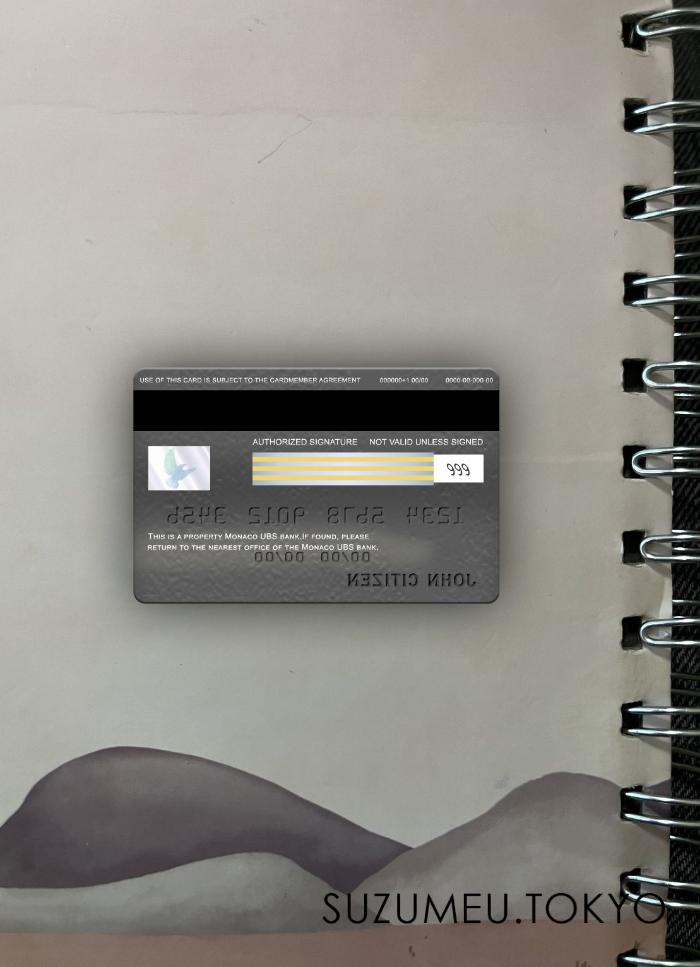 USE OF THIS CARD IS SUBJECT TO THE CARDMEMBER AGREEMENT 000000+1 00/00 0000-00-000-00
AUTHORIZED SIGNATURE NOT VALID UNLESS SIGNED
999
1234 5678 9012 3456
THIS IS A PROPERTY MONACO UBS BANK.IF FOUND, PLEASE
RETURN TO THE NEAREST OFFICE OF THE MONACO UBS BANK.
00/00 00/00
JOHN CITIZEN
SUZUMEU.TOKYO